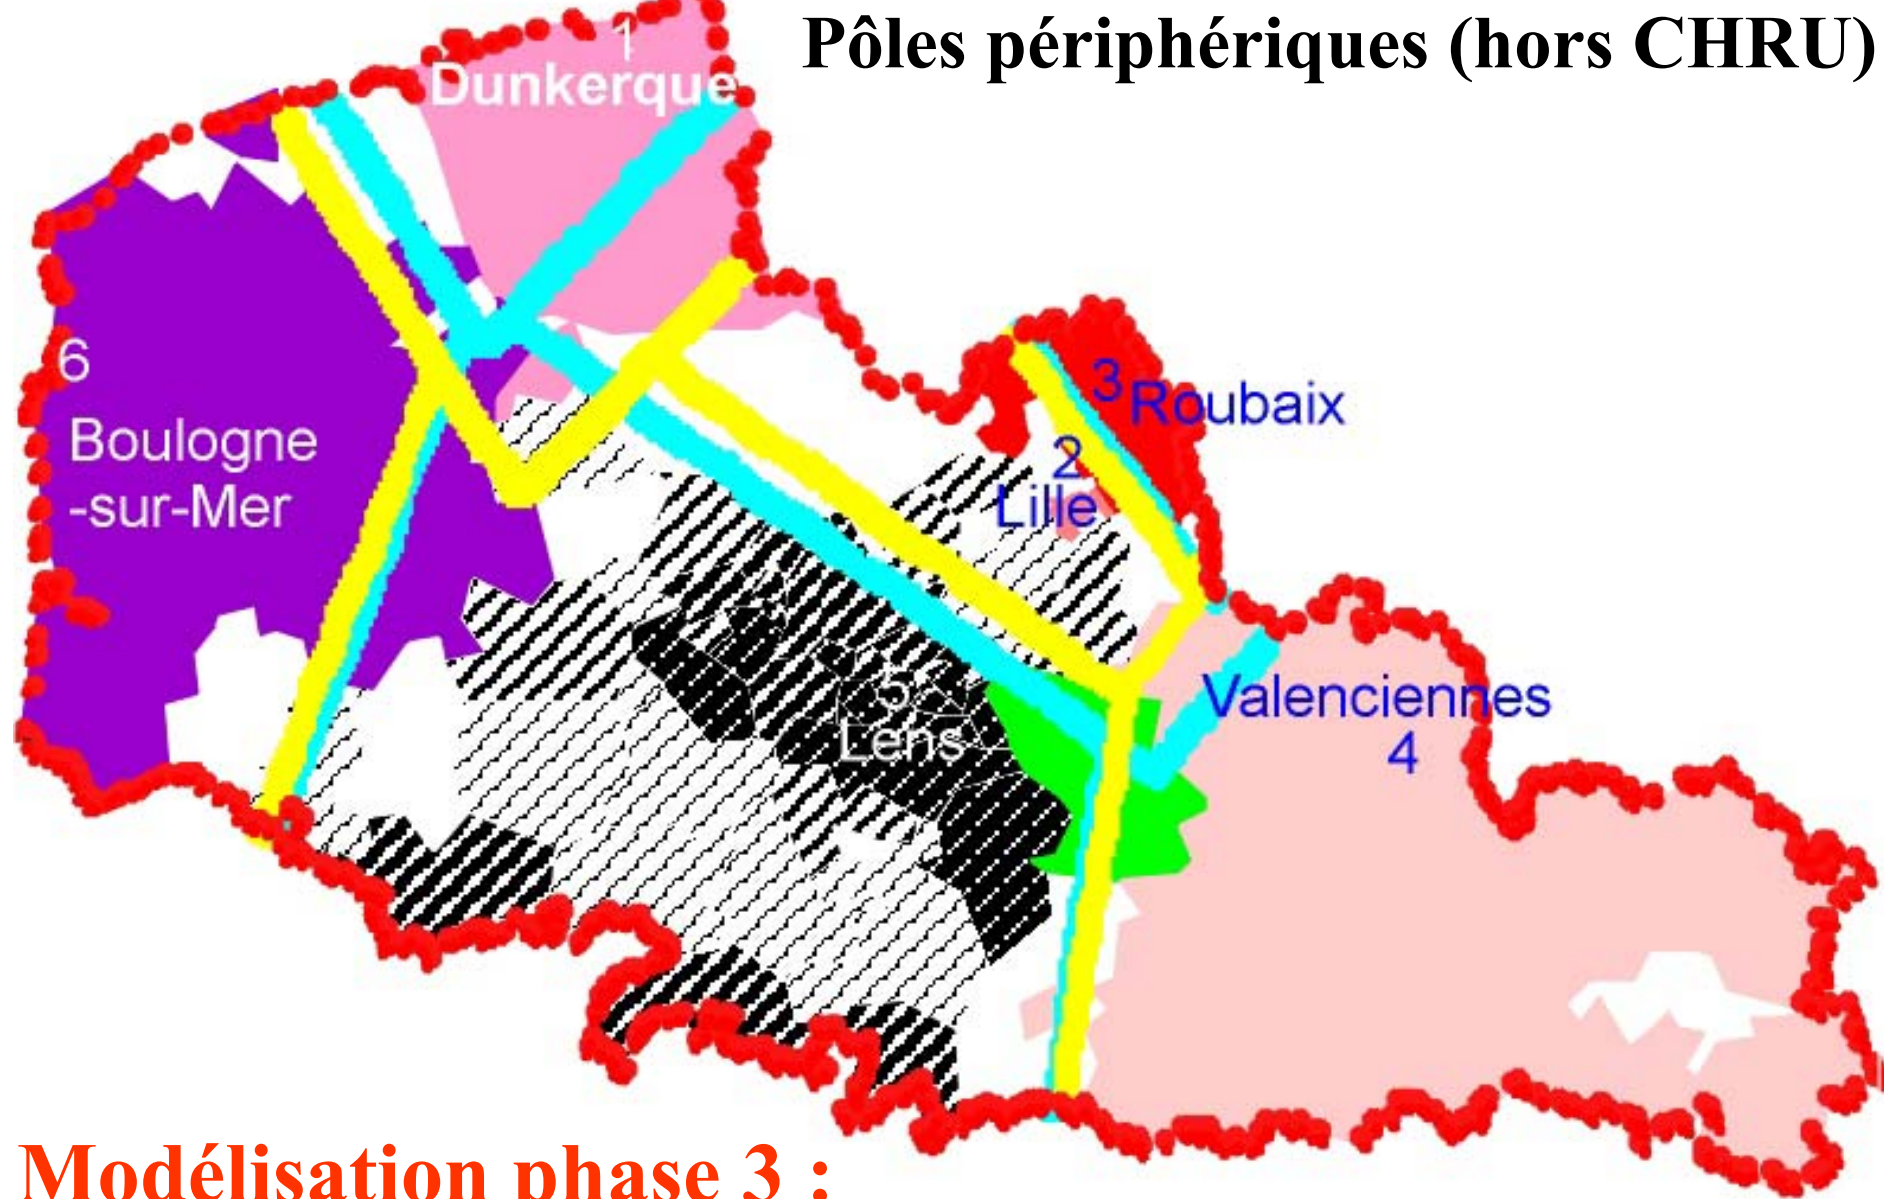 Pôles périphériques (hors CHRU)
1
Dunkerque
6
Boulogne
-sur-Mer
3
Roubaix
2
Lille
5
Lens
Valenciennes
4
Modélisation phase 3 :